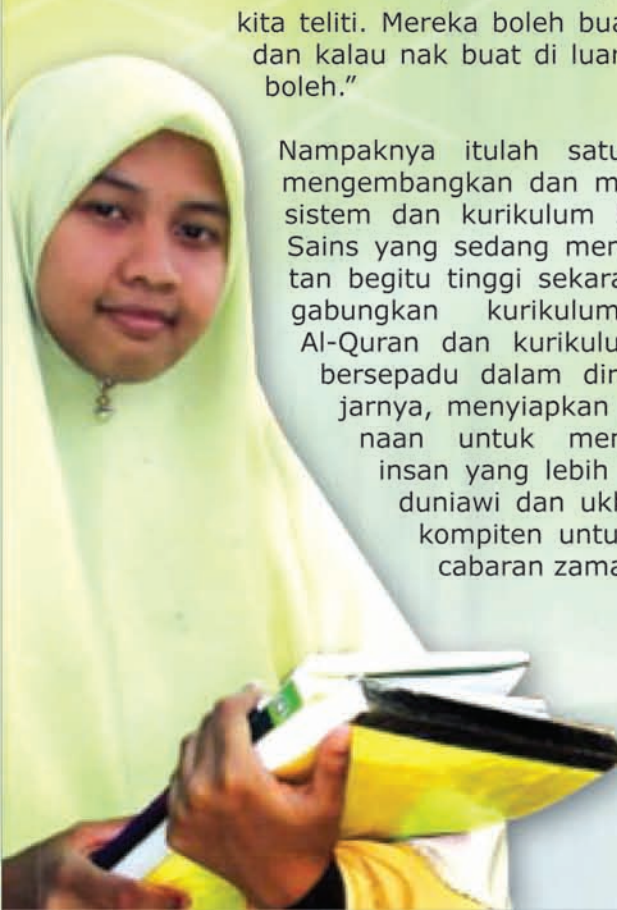 kita teliti. Mereka boleh bua
dan kalau nak buat di luar
boleh.”
Nampaknya itulah satu
mengembangkan dan m
sistem dan kurikulum
Sains yang sedang mer
tan begitu tinggi sekara
gabungkan kurikulum
Al-Quran dan kurikulu
bersepadu dalam dir
jarnya, menyiapkan
naan untuk mer
insan yang lebih
duniawi dan ukh
kompiten untu
cabaran zama